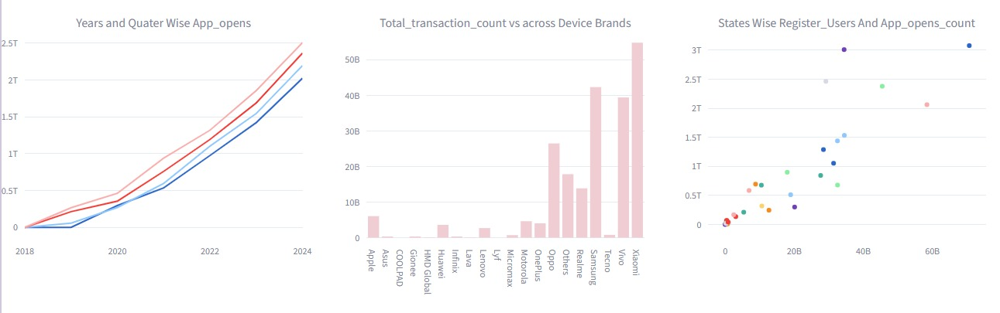 Years and Quater Wise App_opens
2.5T
2T
1.5T
1T
0.5T
0
2018
2020
2022
2024
Total_transaction_count vs across Device Brands
50B
40B
30B
20B
10B
0
Apple
Asus
COOLPAD
Gionee
HMD Global
Huawei
Infinix
Lava
Lenovo
Lyf
Micromax
Motorola
OnePlus
Oppo
Others
Realme
Samsung
Tecno
Vivo
Xiaomi
States Wise Register_Users And App_opens_count
3T
2.5T
2T
1.5T
1T
0.5T
0
0
20B
40B
60B